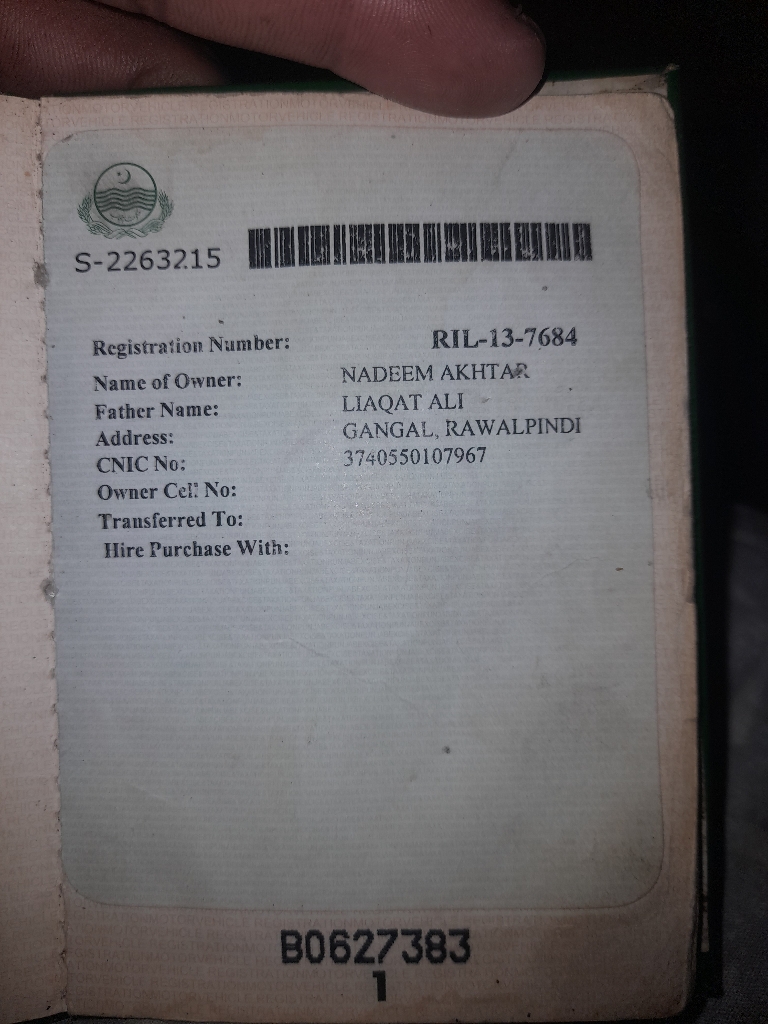 S-2263215
Registration Number: RIL-13-7684
Name of Owner: NADEEM AKHTAR
Father Name: LIAQAT ALI
Address: GANGAL, RAWALPINDI
CNIC No: 3740550107967
Owner Cell No:
Transferred To:
Hire Purchase With:
B0627383
1